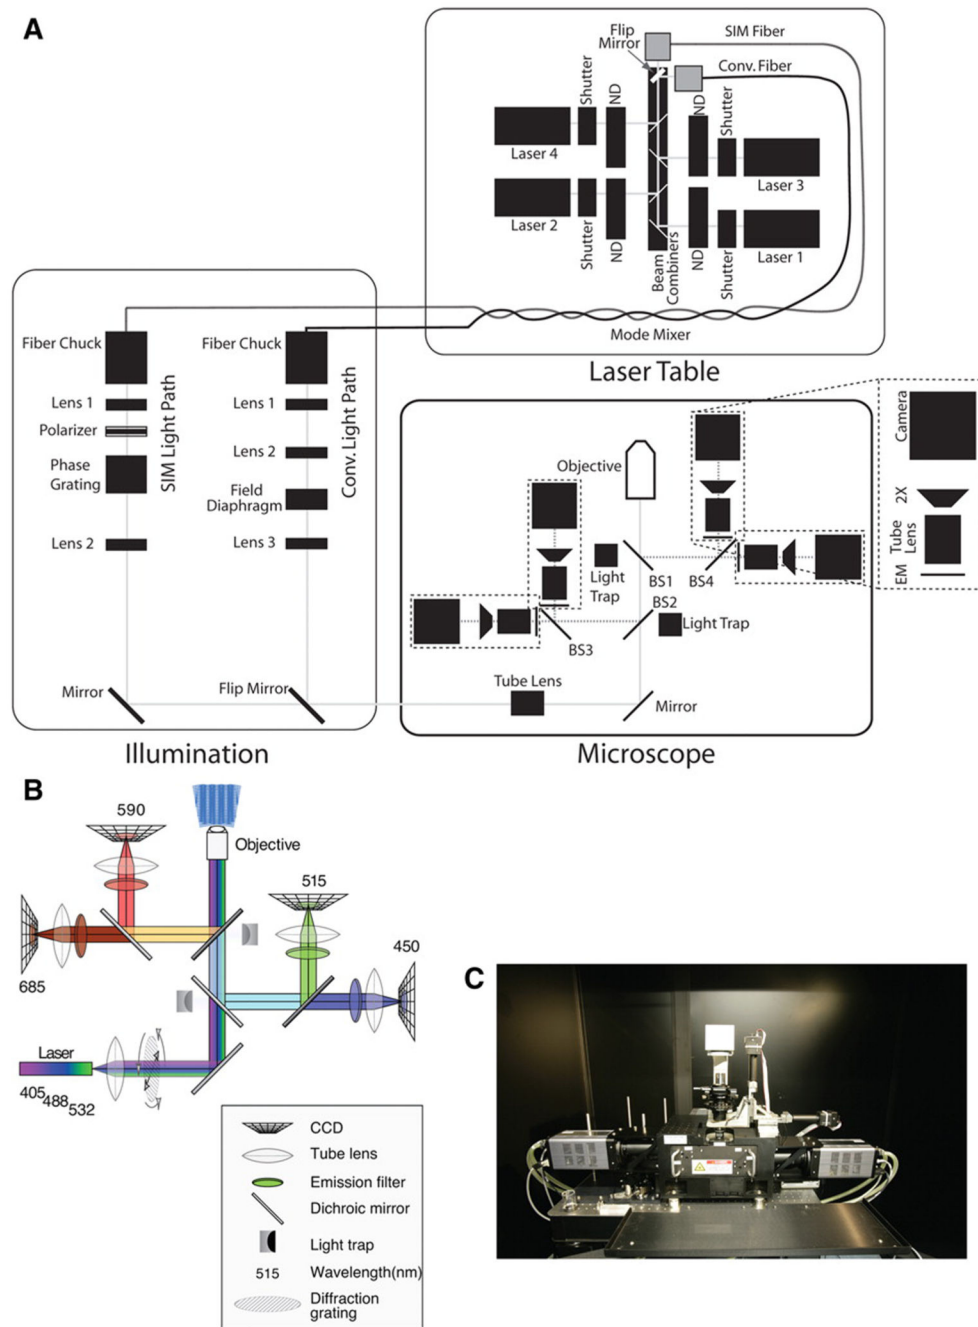 A
Flip
Mirror
SIM Fiber
Conv. Fiber
Shutter
ND
ND
Shutter
Laser 4
Laser 3
Laser 2
Laser 1
Shutter
ND
Beam
Combiners
ND
Shutter
Mode Mixer
Laser Table
Fiber Chuck
Fiber Chuck
Lens 1
Lens 1
Polarizer
SIM Light Path
Conv. Light Path
Phase
Grating
Lens 2
Field
Diaphragm
Lens 2
Lens 3
Mirror
Flip Mirror
Illumination
Objective
Camera
2X
Tube
Lens
EM
Light
Trap
BS1
BS4
BS2
Light Trap
BS3
Tube Lens
Mirror
Microscope
B
590
Objective
515
450
685
Laser
405
488
532
CCD
Tube lens
Emission filter
Dichroic mirror
Light trap
515
Wavelength(nm)
Diffraction
grating
C